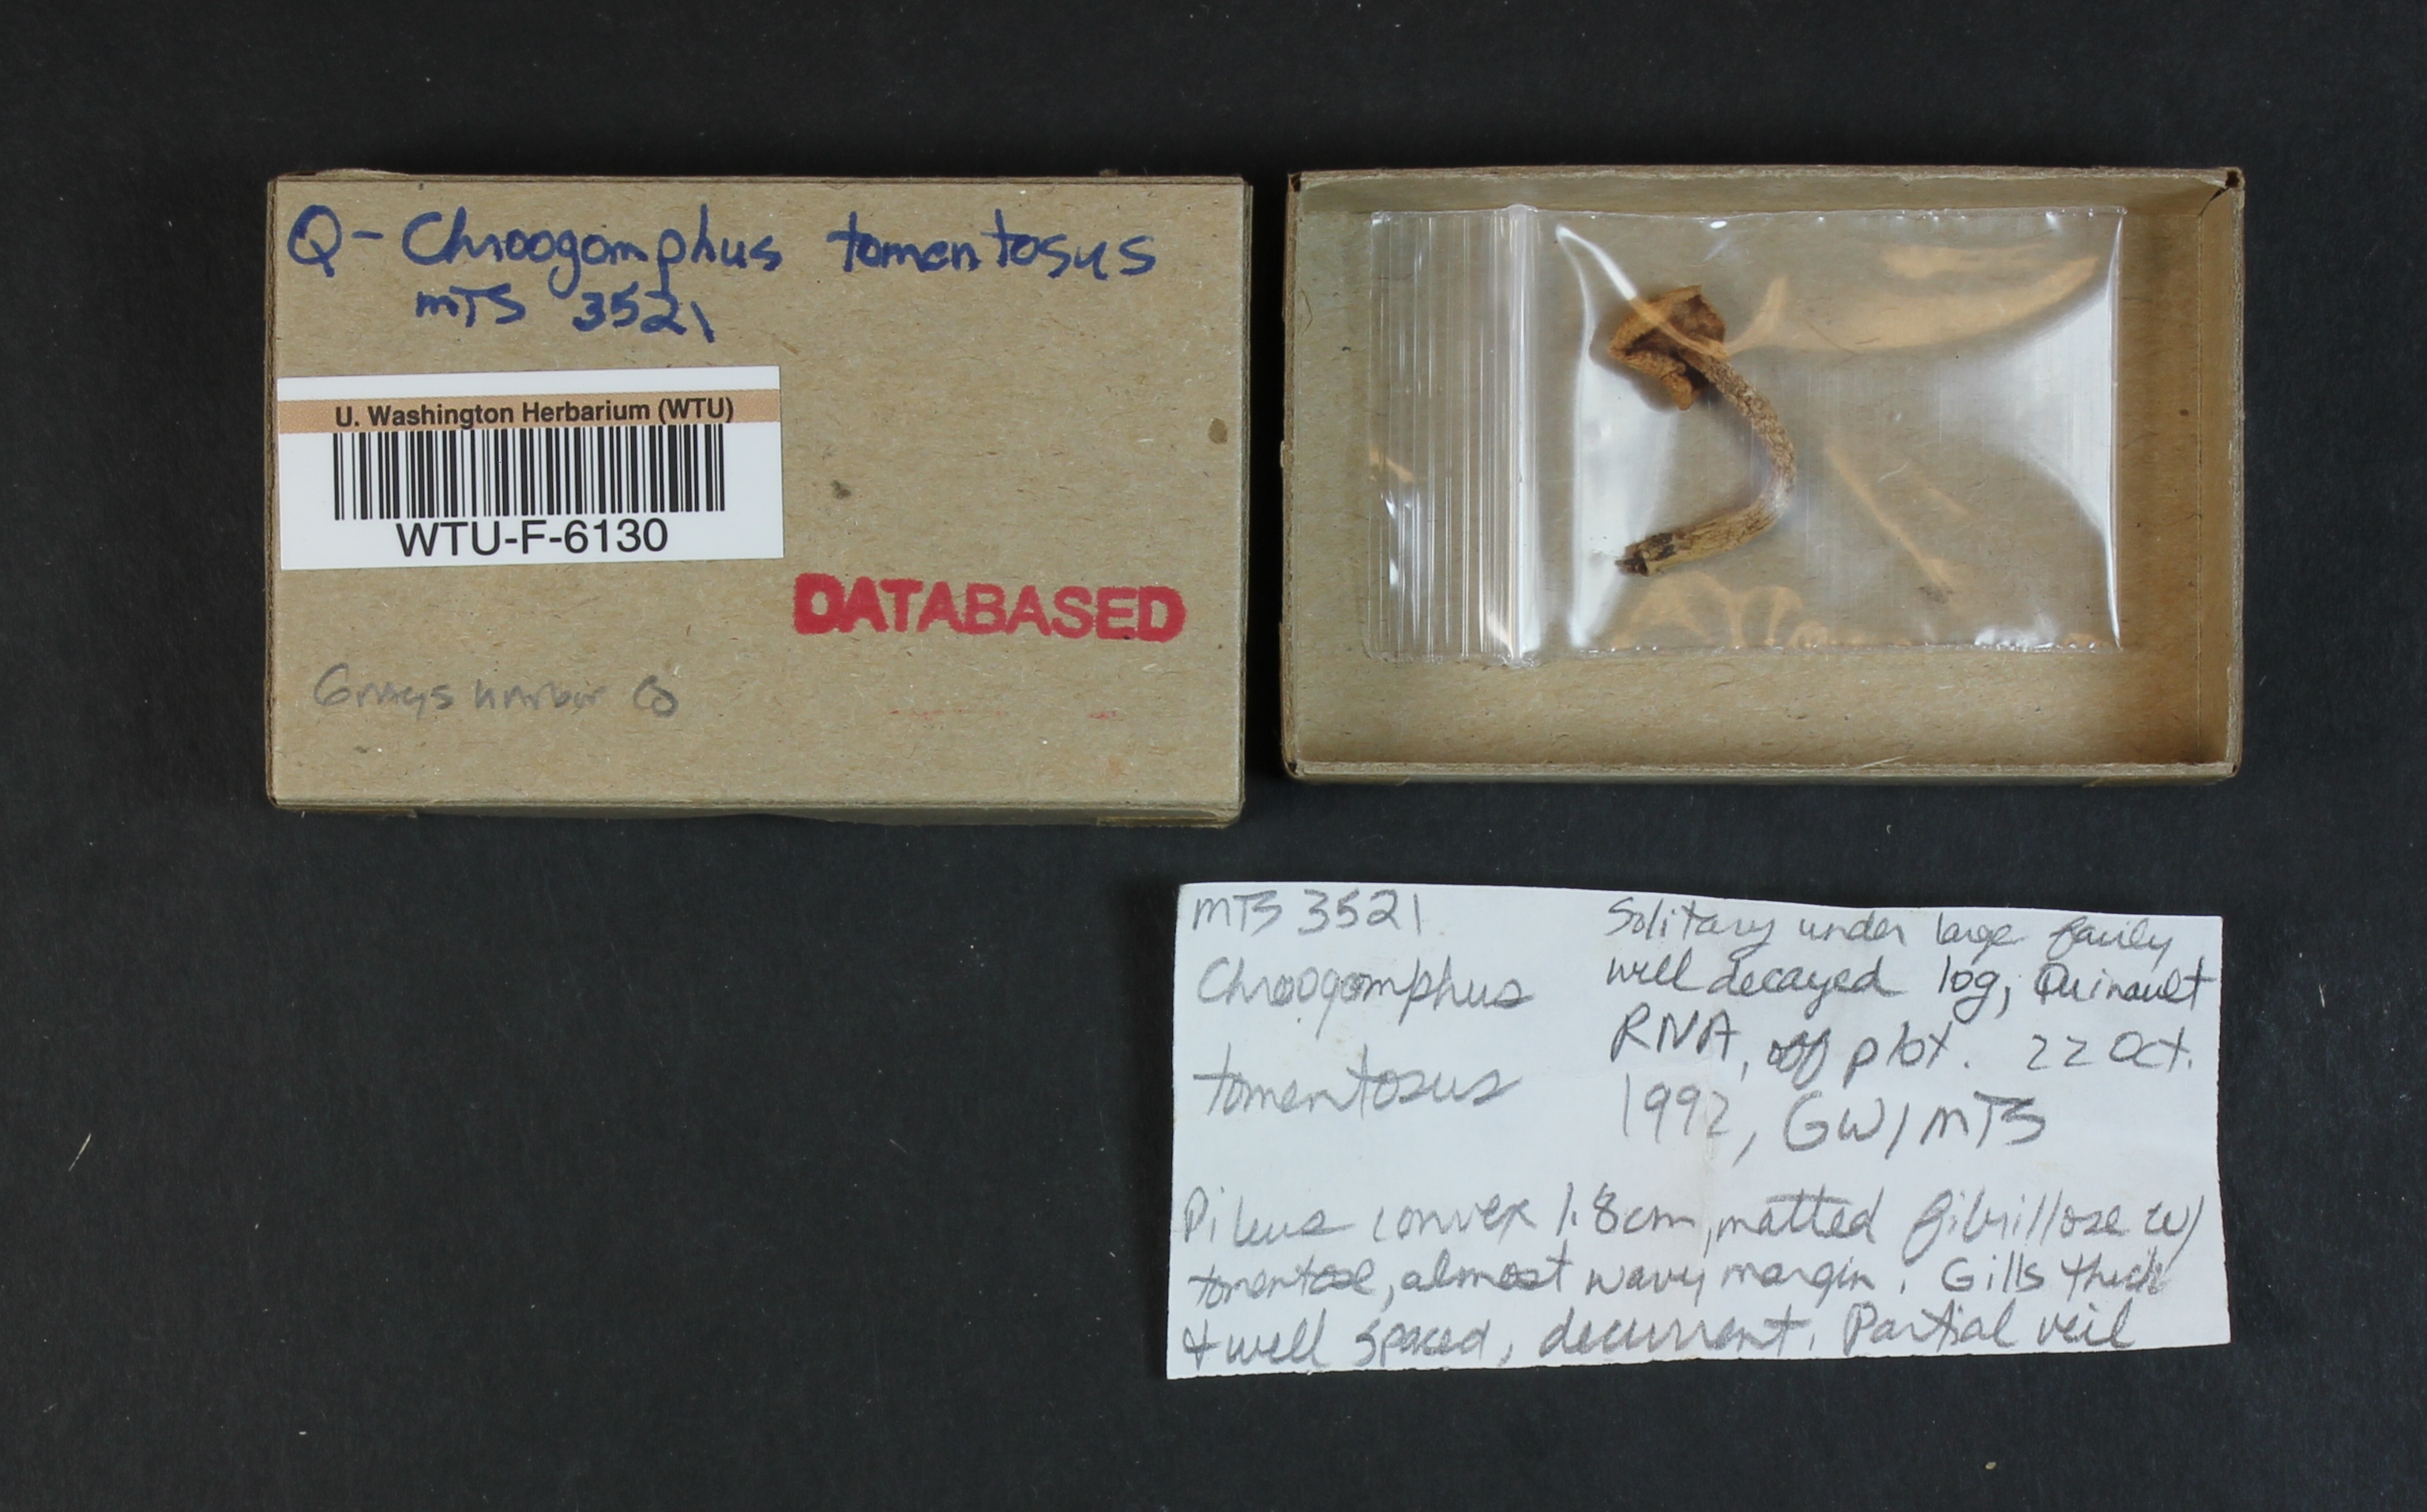 Q - Chroogomphus tomentosus
MTS 3521
U. Washington Herbarium (WTU)
WTU-F-6130
DATABASED
Grays Harbor Co
MTS 3521
Chroogomphus
tomentosus
Solitary under large fairly
well decayed log, Quinault
RNA, off plot. 22 Oct.
1992, GW/MTS
Pileus convex 1.8cm, matted fibrillose w/
tomentose, almost wavy margin. Gills thick
+ well spaced, decurrent. Partial veil